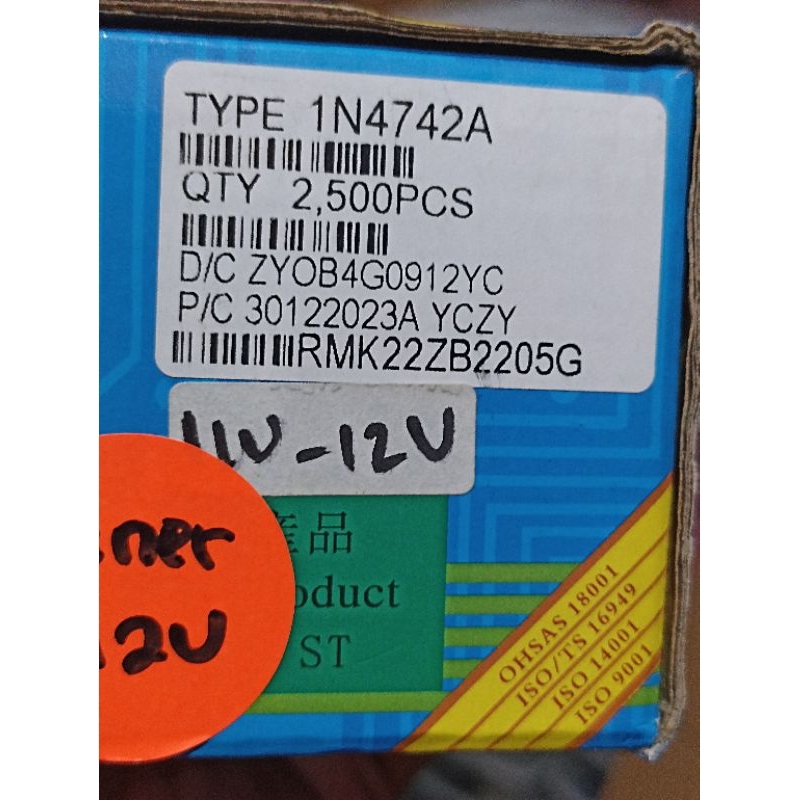 TYPE 1N4742A
QTY 2,500PCS
D/C ZYOB4G0912YC
P/C 30122023A YCZY
RMK22ZB2205G
11V-12V
ner
12V
產品
oduct
ST
OHSAS 18001
ISO/TS 16949
ISO 14001
ISO 9001